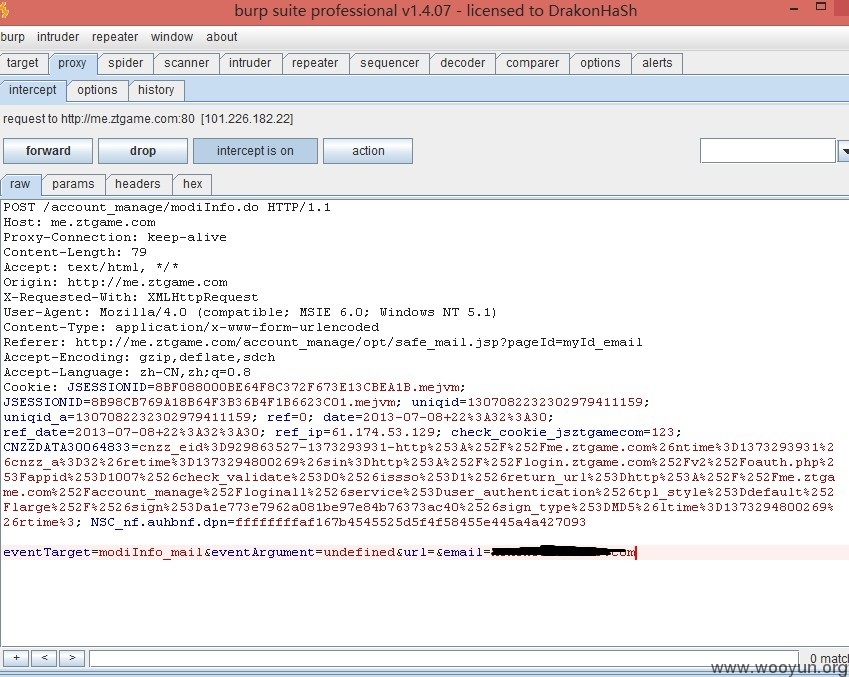 burp suite professional v1.4.07 - licensed to DrakonHaSh
burp intruder repeater window about
target proxy spider scanner intruder repeater sequencer decoder comparer options alerts
intercept options history
request to http://me.ztgame.com:80 [101.226.182.22]
forward drop intercept is on action
raw params headers hex
POST /account_manage/modiInfo.do HTTP/1.1
Host: me.ztgame.com
Proxy-Connection: keep-alive
Content-Length: 79
Accept: text/html, */*
Origin: http://me.ztgame.com
X-Requested-With: XMLHttpRequest
User-Agent: Mozilla/4.0 (compatible; MSIE 6.0; Windows NT 5.1)
Content-Type: application/x-www-form-urlencoded
Referer: http://me.ztgame.com/account_manage/opt/safe_mail.jsp?pageId=myId_email
Accept-Encoding: gzip,deflate,sdch
Accept-Language: zh-CN,zh;q=0.8
Cookie: JSESSIONID=8BF088000BE64F8C372F673E13CBEA1B.mejvm;
JSESSIONID=8B98CB769A18B64F3B36B4F1B6623C01.mejvm; uniqid=1307082232302979411159;
uniqid_a=1307082232302979411159; ref=0; date=2013-07-08+22%3A32%3A30;
ref_date=2013-07-08+22%3A32%3A30; ref_ip=61.174.53.129; check_cookie_jsztgamecom=123;
CNZZDATA30064833=cnzz_eid%3D929863527-1373293931-http%253A%252F%252Fme.ztgame.com%26ntime%3D1373293931%2
6cnzz_a%3D32%26retime%3D1373294800269%26sin%3Dhttp%253A%252F%252Flogin.ztgame.com%252Fv2%252Foauth.php%2
53Fappid%253D1007%2526check_validate%253D0%2526issso%253D1%2526return_url%253Dhttp%253A%252F%252Fme.ztga
me.com%252Faccount_manage%252Floginall%2526service%253Duser_authentication%2526tpl_style%253Ddefault%252
Flarge%252F%2526sign%253Da1e773e7962a081be97e84b76373ac40%2526sign_type%253DMD5%26ltime%3D1373294800269%
26rtime%3; NSC_nf.auhbnf.dpn=ffffffffaf167b4545525d5f4f58455e445a4a427093
eventTarget=modiInfo_mail&eventArgument=undefined&url=&email=
+ < > 0 match
www.wooyun.org